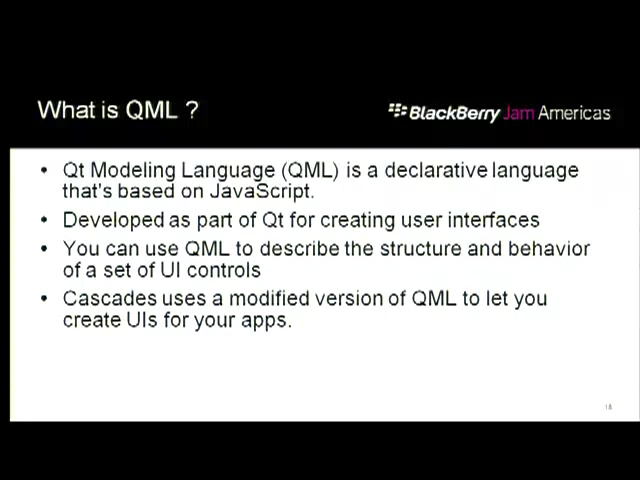 What is QML ?
BlackBerry Jam Americas
• Qt Modeling Language (QML) is a declarative language
that's based on JavaScript.
• Developed as part of Qt for creating user interfaces
• You can use QML to describe the structure and behavior
of a set of UI controls
• Cascades uses a modified version of QML to let you
create UIs for your apps.